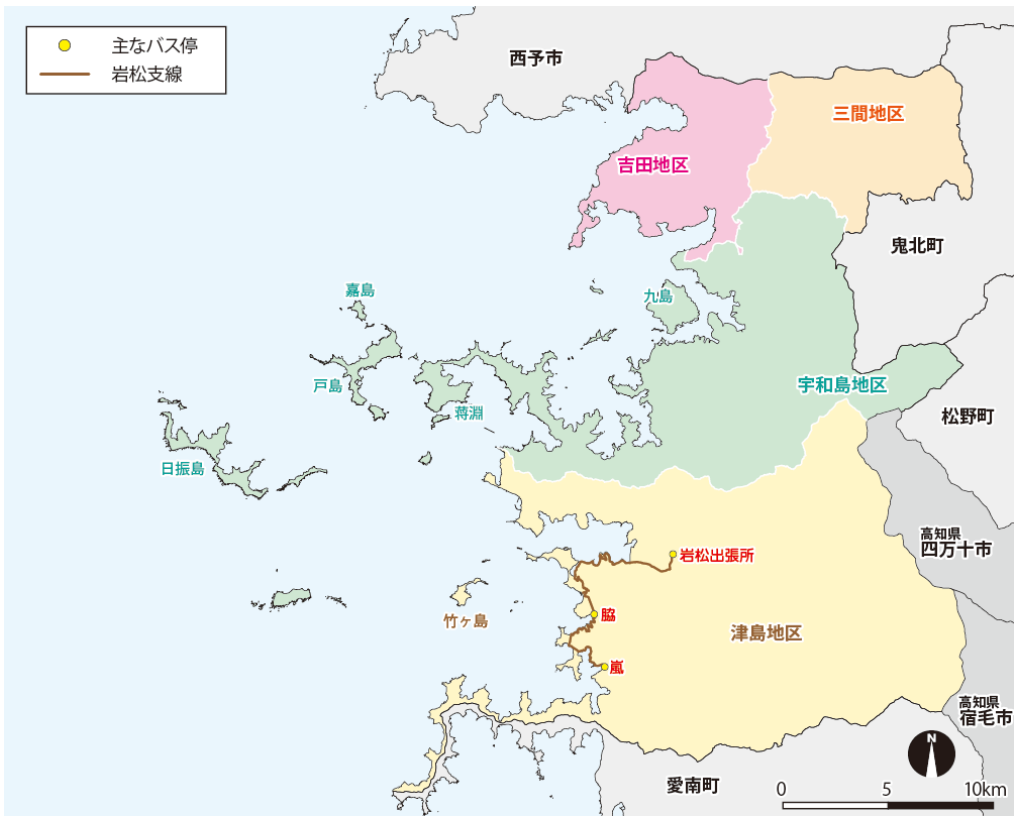 主なバス停
岩松支線
西予市
三間地区
吉田地区
鬼北町
嘉島
九島
戸島
蒋淵
宇和島地区
松野町
日振島
高知県
四万十市
岩松出張所
竹ヶ島
脇
津島地区
嵐
高知県
宿毛市
N
愛南町
0 5 10km